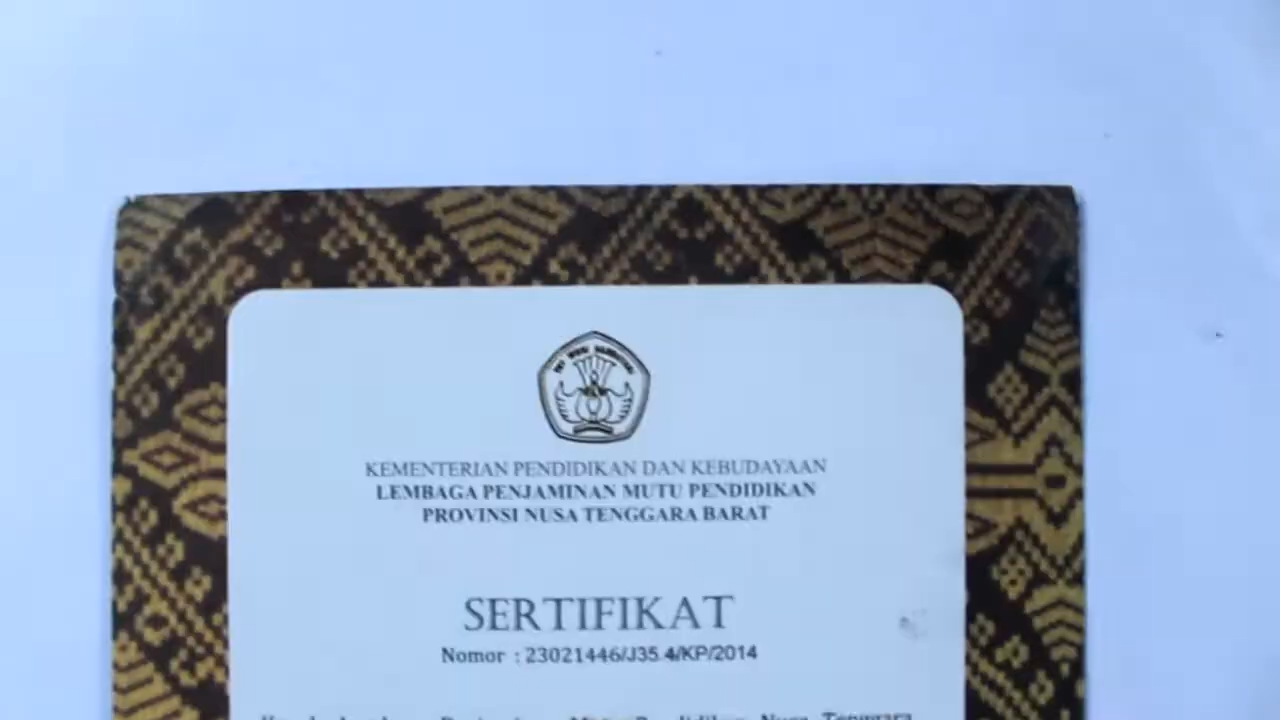 KEMENTERIAN PENDIDIKAN DAN KEBUDAYAAN
LEMBAGA PENJAMINAN MUTU PENDIDIKAN
PROVINSI NUSA TENGGARA BARAT
SERTIFIKAT
Nomor : 23021446/J35.4/KP/2014